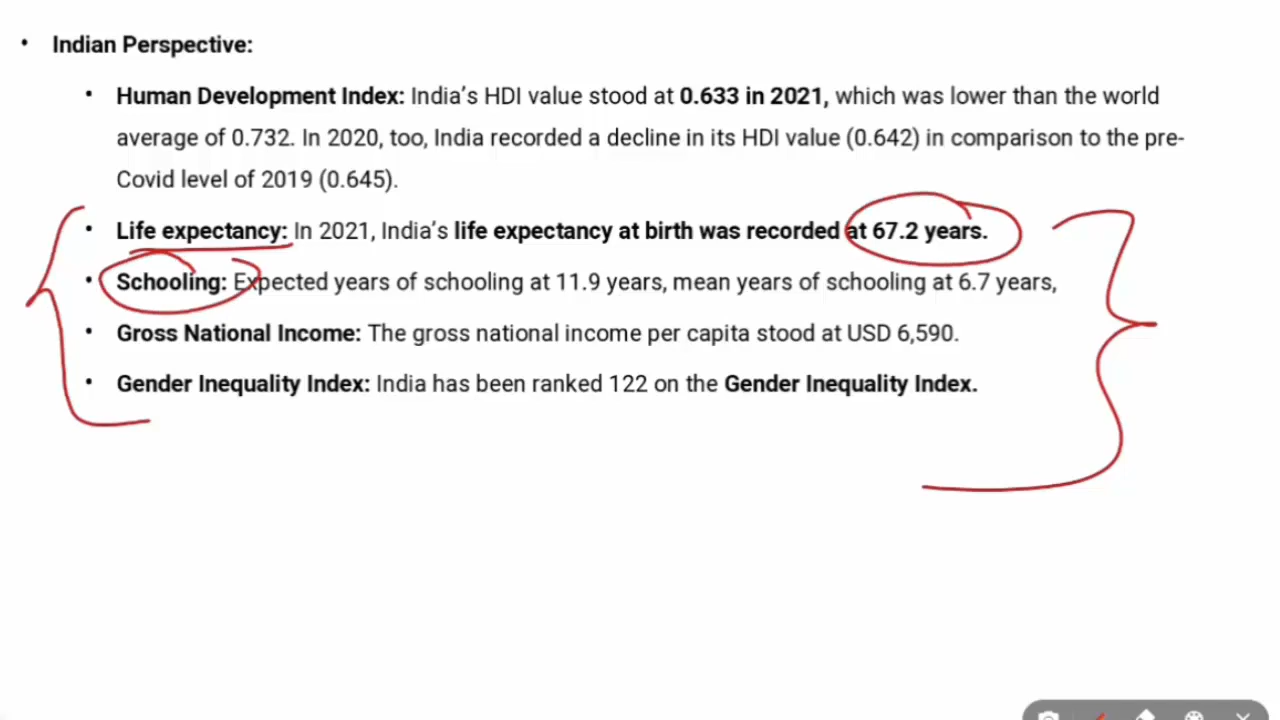 • Indian Perspective:
• Human Development Index: India's HDI value stood at 0.633 in 2021, which was lower than the world
average of 0.732. In 2020, too, India recorded a decline in its HDI value (0.642) in comparison to the pre-
Covid level of 2019 (0.645).
• Life expectancy: In 2021, India's life expectancy at birth was recorded at 67.2 years.
• Schooling: Expected years of schooling at 11.9 years, mean years of schooling at 6.7 years,
• Gross National Income: The gross national income per capita stood at USD 6,590.
• Gender Inequality Index: India has been ranked 122 on the Gender Inequality Index.